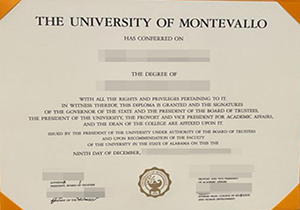 THE UNIVERSITY OF MONTEVALLO
HAS CONFERRED ON
THE DEGREE OF
WITH ALL THE RIGHTS AND PRIVILEGES PERTAINING TO IT.
IN WITNESS THEREOF, THIS DIPLOMA IS GRANTED AND THE SIGNATURES
OF THE GOVERNOR OF THE STATE AND THE PRESIDENT OF THE BOARD OF TRUSTEES,
THE PRESIDENT OF THE UNIVERSITY, THE PROVOST AND VICE PRESIDENT FOR ACADEMIC AFFAIRS,
AND THE DEAN OF THE COLLEGE ARE AFFIXED UPON IT.
ISSUED BY THE PRESIDENT OF THE UNIVERSITY UNDER AUTHORITY OF THE BOARD OF TRUSTEES
AND UPON RECOMMENDATION OF THE FACULTY
OF THE UNIVERSITY IN THE STATE OF ALABAMA ON THIS THE
NINTH DAY OF DECEMBER,